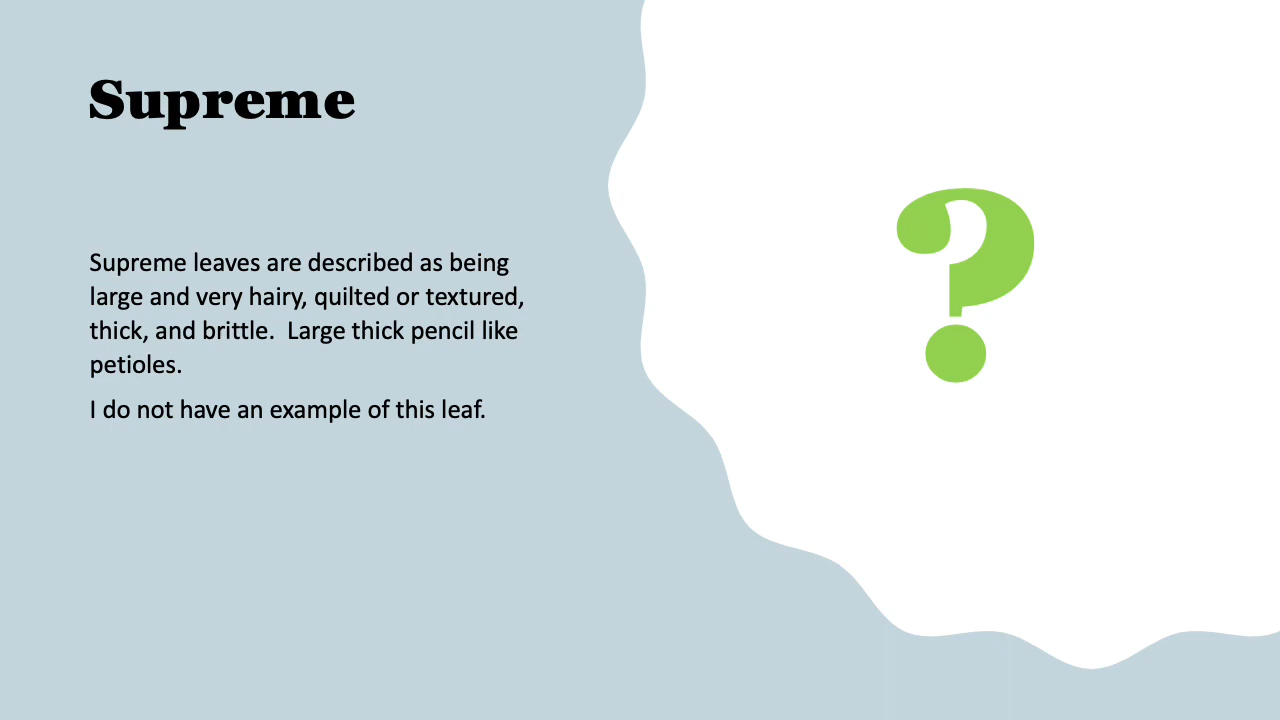 Supreme
Supreme leaves are described as being
large and very hairy, quilted or textured,
thick, and brittle.  Large thick pencil like
petioles.
I do not have an example of this leaf.
?